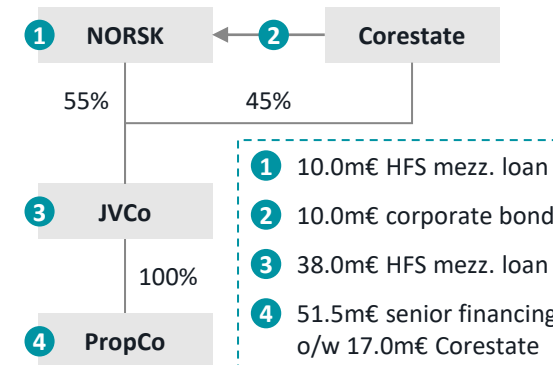 1 NORSK 2 Corestate
55% 45%
1 10.0m€ HFS mezz. loan
2 10.0m€ corporate bond
3 JVCo
3 38.0m€ HFS mezz. loan
100%
4 51.5m€ senior financing
4 PropCo
o/w 17.0m€ Corestate